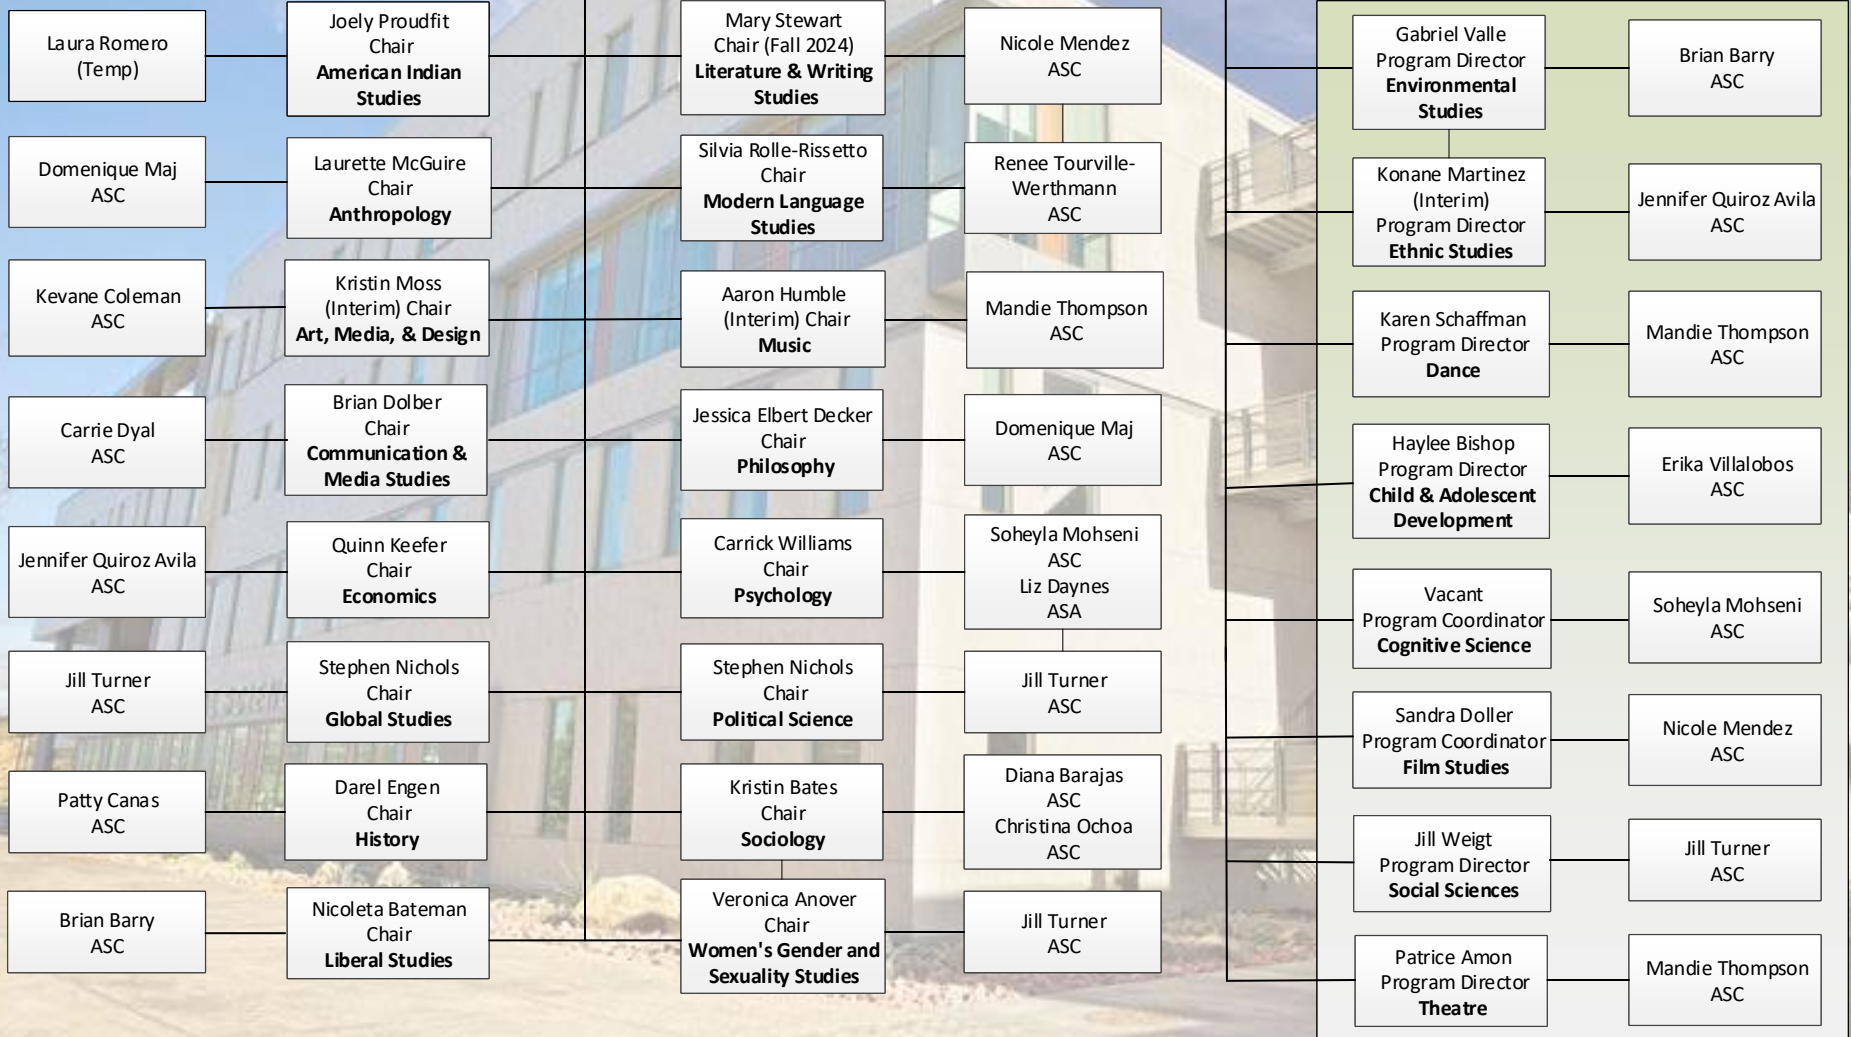 Laura Romero
(Temp)
Joely Proudfit
Chair
American Indian
Studies
Mary Stewart
Chair (Fall 2024)
Literature & Writing
Studies
Nicole Mendez
ASC
Gabriel Valle
Program Director
Environmental
Studies
Brian Barry
ASC
Domenique Maj
ASC
Laurette McGuire
Chair
Anthropology
Silvia Rolle-Rissetto
Chair
Modern Language
Studies
Renee Tourville-
Werthmann
ASC
Konane Martinez
(Interim)
Program Director
Ethnic Studies
Jennifer Quiroz Avila
ASC
Kevane Coleman
ASC
Kristin Moss
(Interim) Chair
Art, Media, & Design
Aaron Humble
(Interim) Chair
Music
Mandie Thompson
ASC
Karen Schaffman
Program Director
Dance
Mandie Thompson
ASC
Carrie Dyal
ASC
Brian Dolber
Chair
Communication &
Media Studies
Jessica Elbert Decker
Chair
Philosophy
Domenique Maj
ASC
Haylee Bishop
Program Director
Child & Adolescent
Development
Erika Villalobos
ASC
Jennifer Quiroz Avila
ASC
Quinn Keefer
Chair
Economics
Carrick Williams
Chair
Psychology
Soheyla Mohseni
ASC
Liz Daynes
ASA
Vacant
Program Coordinator
Cognitive Science
Soheyla Mohseni
ASC
Jill Turner
ASC
Stephen Nichols
Chair
Global Studies
Stephen Nichols
Chair
Political Science
Jill Turner
ASC
Sandra Doller
Program Coordinator
Film Studies
Nicole Mendez
ASC
Patty Canas
ASC
Darel Engen
Chair
History
Kristin Bates
Chair
Sociology
Diana Barajas
ASC
Christina Ochoa
ASC
Jill Weigt
Program Director
Social Sciences
Jill Turner
ASC
Brian Barry
ASC
Nicoleta Bateman
Chair
Liberal Studies
Veronica Anover
Chair
Women's Gender and
Sexuality Studies
Jill Turner
ASC
Patrice Amon
Program Director
Theatre
Mandie Thompson
ASC